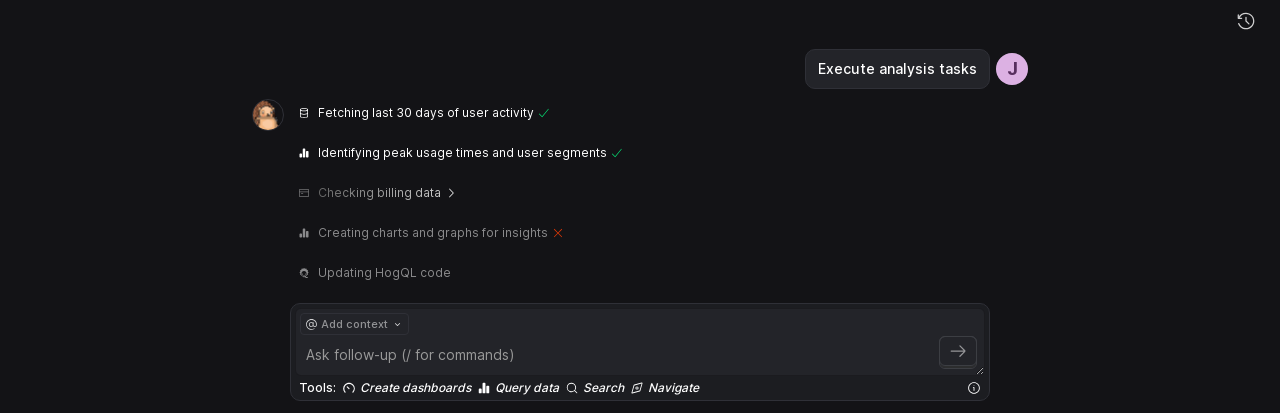 Execute analysis tasks
J
Fetching last 30 days of user activity
Identifying peak usage times and user segments
Checking billing data
Creating charts and graphs for insights
Updating HogQL code
@ Add context
Ask follow-up (/ for commands)
Tools: Create dashboards Query data Search Navigate